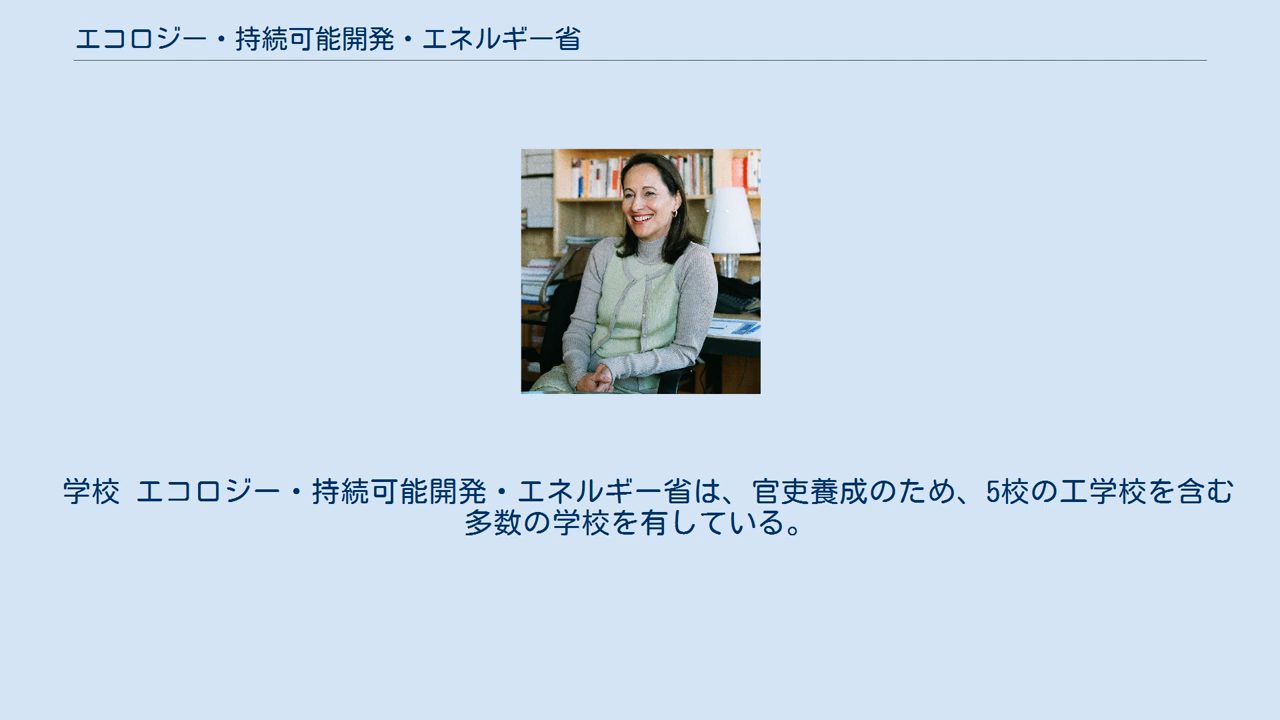 エコロジー・持続可能開発・エネルギー省
学校 エコロジー・持続可能開発・エネルギー省は、官吏養成のため、5校の工学校を含む
多数の学校を有している。